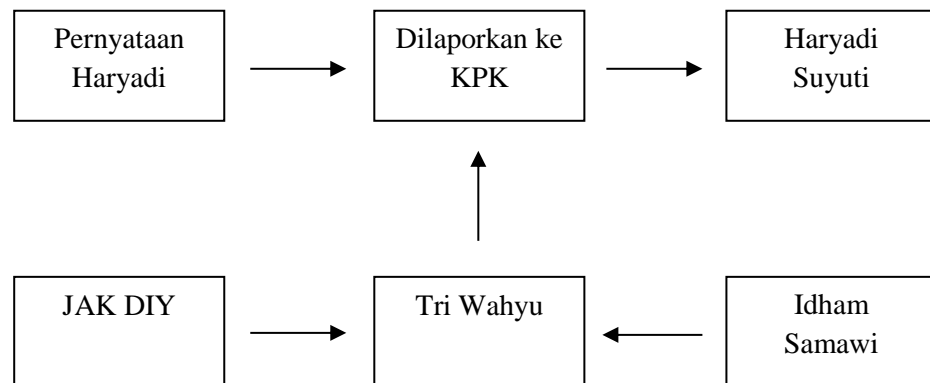 Pernyataan
Haryadi
Dilaporkan ke
KPK
Haryadi
Suyuti
JAK DIY
Tri Wahyu
Idham
Samawi